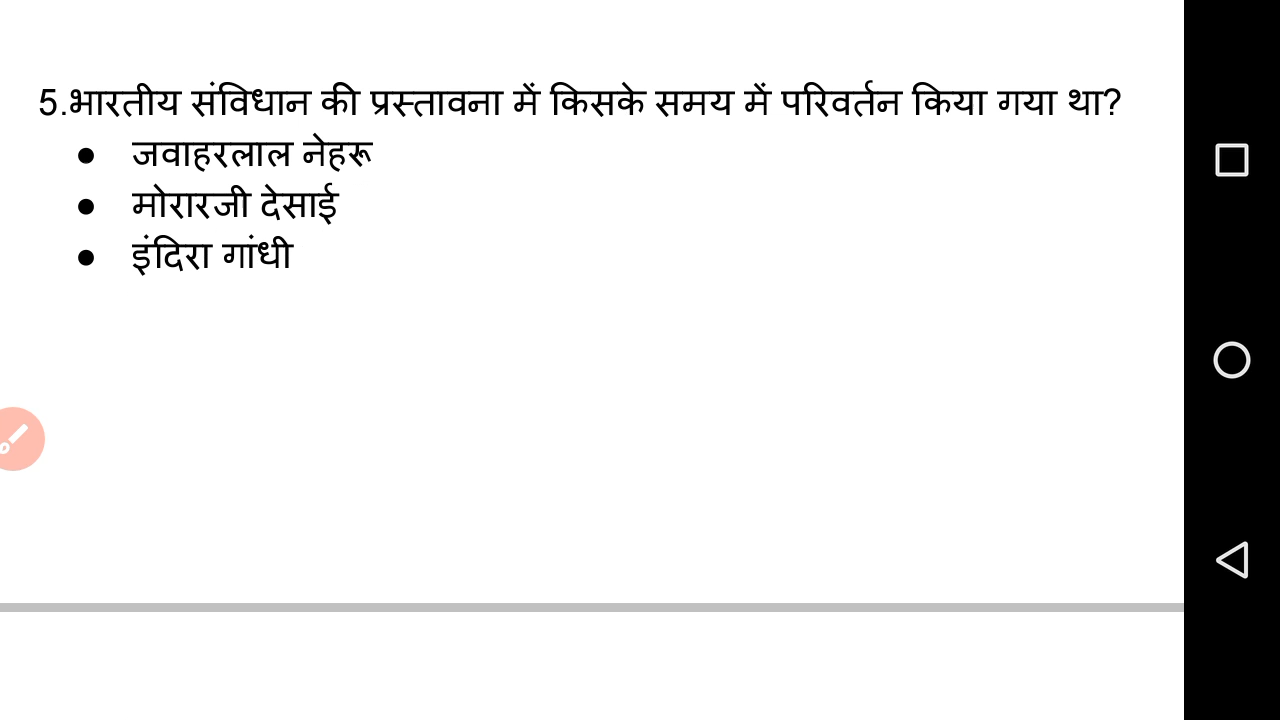 5.भारतीय संविधान की प्रस्तावना में किसके समय में परिवर्तन किया गया था?
● जवाहरलाल नेहरू
● मोरारजी देसाई
● इंदिरा गांधी